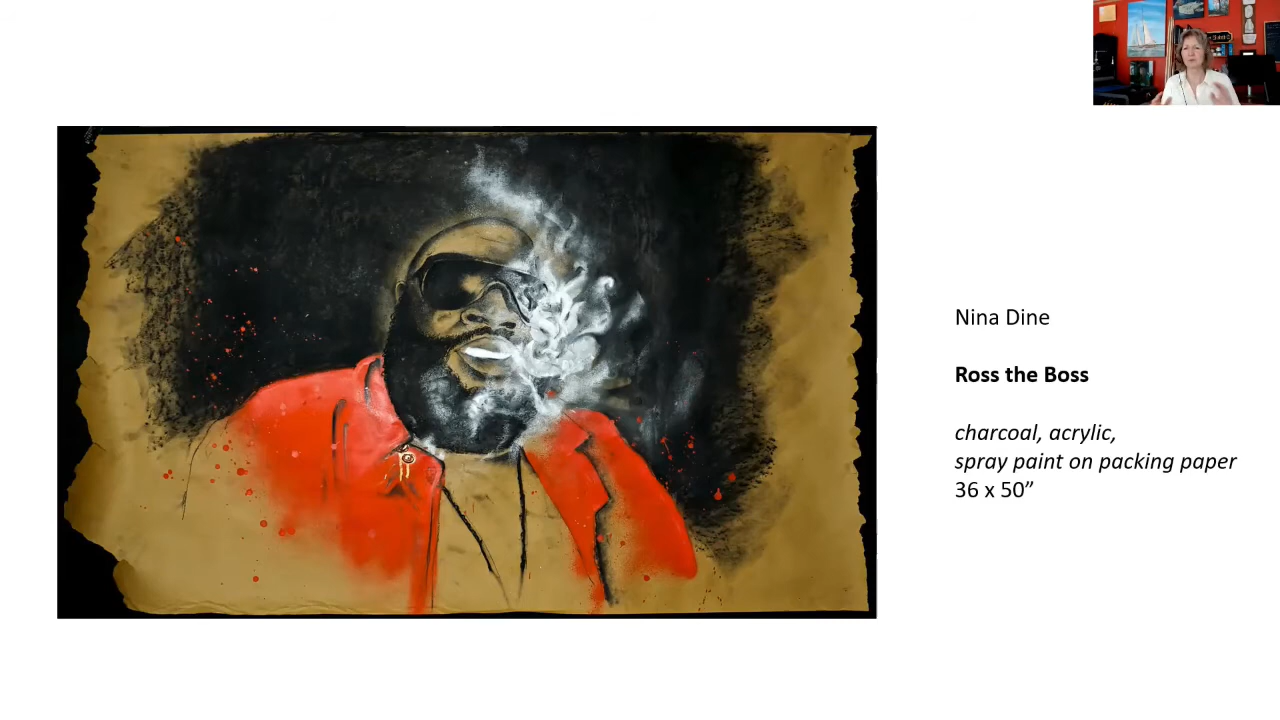 Nina Dine
Ross the Boss
charcoal, acrylic,
spray paint on packing paper
36 x 50”